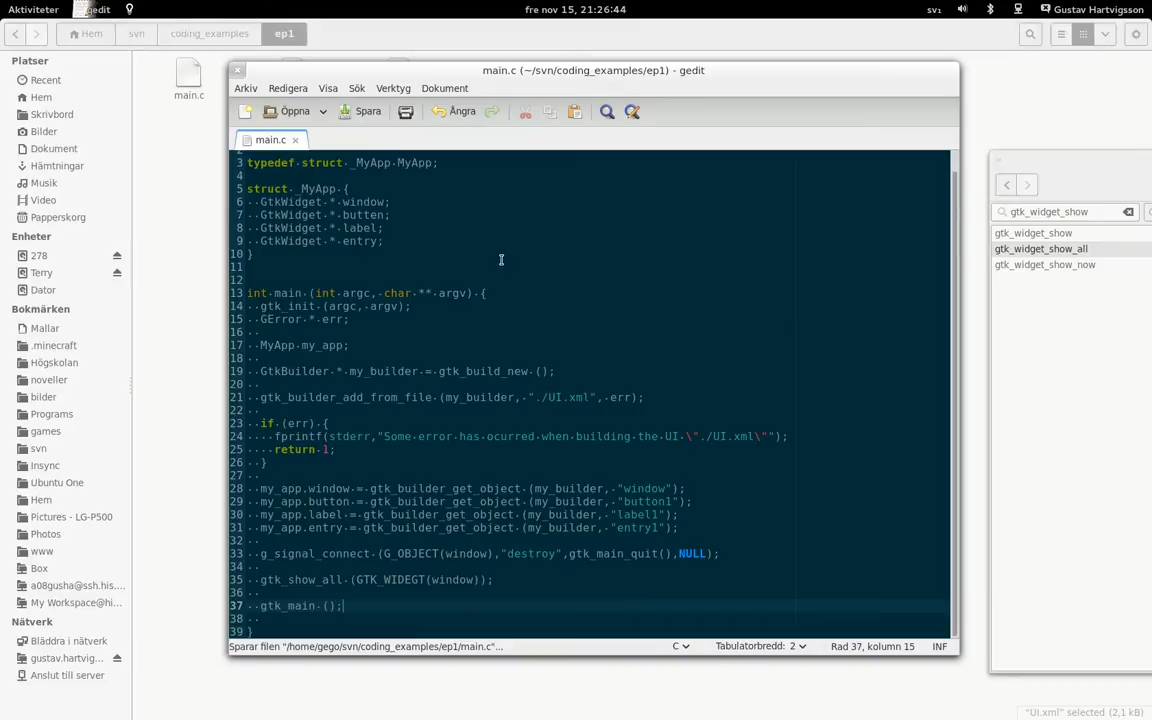 Aktiviteter gedit fre nov 15, 21:26:44 sv₁ Gustav Hartvigsson
Hem svn coding_examples ep1
Platser
Recent
Hem
Skrivbord
Bilder
Dokument
Hämtningar
Musik
Video
Papperskorg
Enheter
278
Terry
Dator
Bokmärken
Mallar
.minecraft
Högskolan
noveller
bilder
Programs
games
svn
Insync
Ubuntu One
Hem
Pictures - LG-P500
Photos
www
Box
a08gusha@ssh.his....
My Workspace@hi...
Nätverk
Bläddra i nätverk
gustav.hartvig...
Anslut till server
main.c
main.c (~/svn/coding_examples/ep1) - gedit
Arkiv Redigera Visa Sök Verktyg Dokument
Öppna Spara Ångra
main.c
2
3 typedef·struct·_MyApp·MyApp;
4
5 struct·_MyApp·{
6 ··GtkWidget·*·window;
7 ··GtkWidget·*·butten;
8 ··GtkWidget·*·label;
9 ··GtkWidget·*·entry;
10 }
11
12
13 int·main·(int·argc,·char·**·argv)·{
14 ··gtk_init·(argc,·argv);
15 ··GError·*·err;
16 ··
17 ··MyApp·my_app;
18 ··
19 ··GtkBuilder·*·my_builder·=·gtk_build_new·();
20 ··
21 ··gtk_builder_add_from_file·(my_builder,·"./UI.xml",·err);
22 ··
23 ··if·(err)·{
24 ····fprintf(stderr,"Some·error·has·ocurred·when·building·the·UI·\"./UI.xml\"");
25 ····return·1;
26 ··}
27 ··
28 ··my_app.window·=·gtk_builder_get_object·(my_builder,·"window");
29 ··my_app.button·=·gtk_builder_get_object·(my_builder,·"button1");
30 ··my_app.label·=·gtk_builder_get_object·(my_builder,·"label1");
31 ··my_app.entry·=·gtk_builder_get_object·(my_builder,·"entry1");
32 ··
33 ··g_signal_connect·(G_OBJECT(window),"destroy",gtk_main_quit(),NULL);
34 ··
35 ··gtk_show_all·(GTK_WIDEGT(window));
36 ··
37 ··gtk_main·();
38 ··
39 }
Sparar filen "/home/gego/svn/coding_examples/ep1/main.c"... C Tabulatorbredd: 2 Rad 37, kolumn 15 INF
gtk_widget_show
gtk_widget_show
gtk_widget_show_all
gtk_widget_show_now
"UI.xml" selected (2,1 kB)